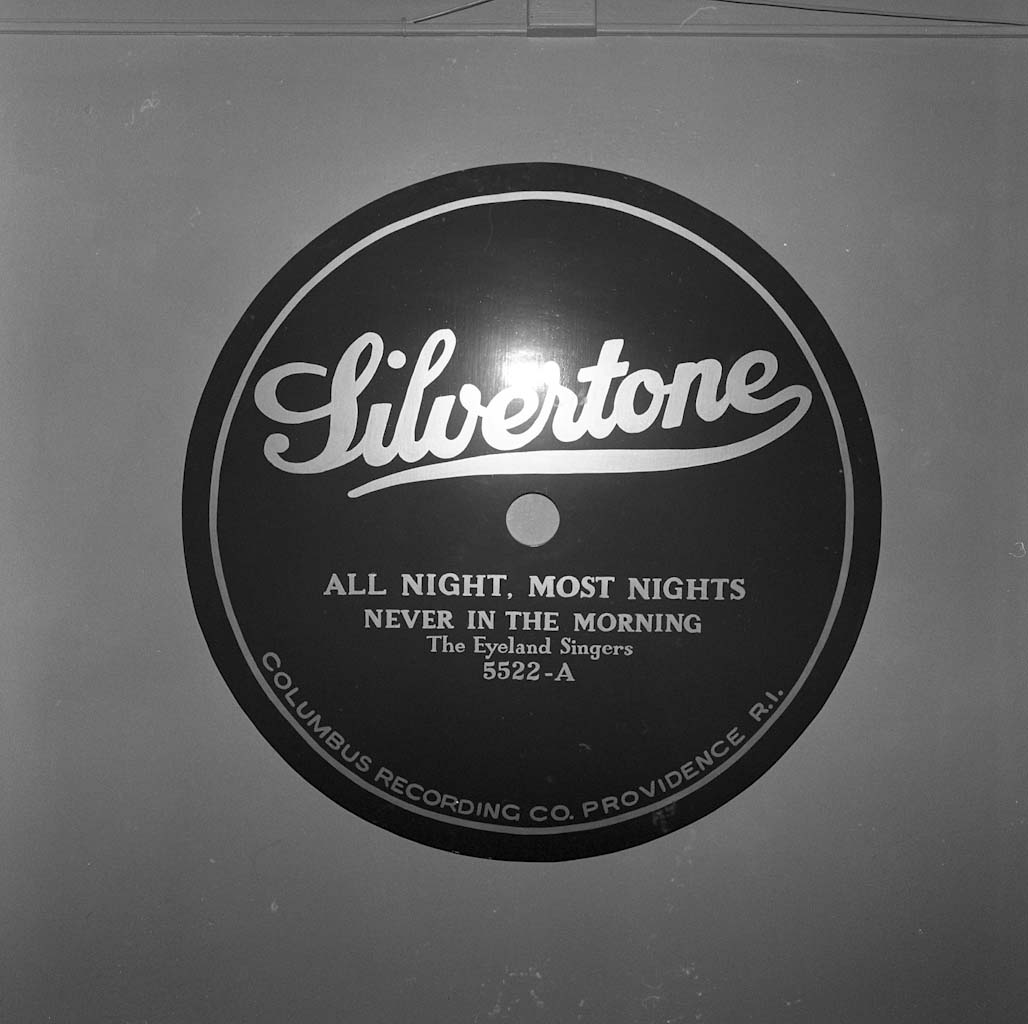 Silvertone
ALL NIGHT, MOST NIGHTS
NEVER IN THE MORNING
The Eyeland Singers
5522-A
COLUMBUS RECORDING CO. PROVIDENCE R.I.